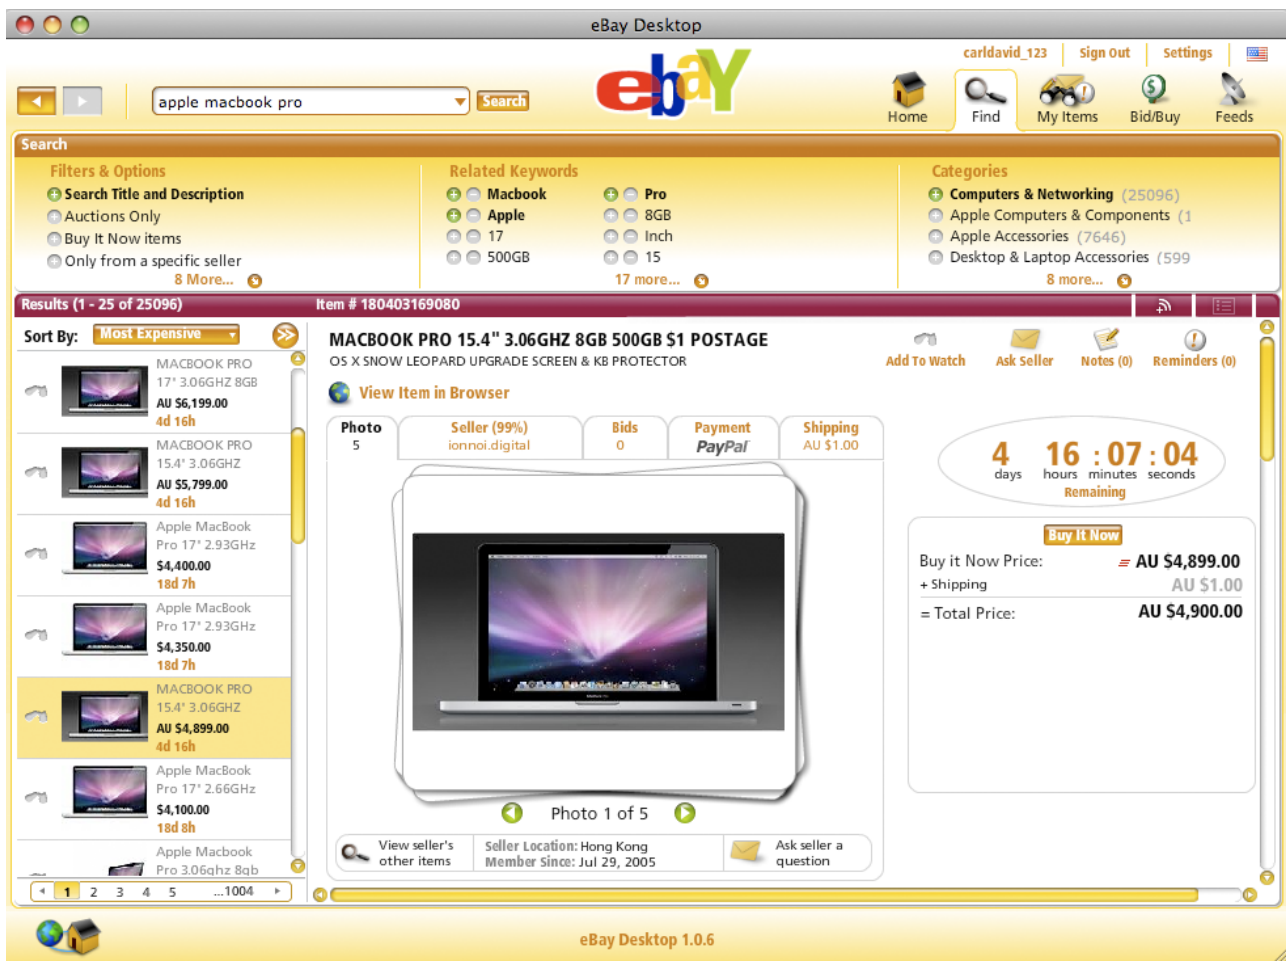 eBay Desktop
carldavid_123 Sign Out Settings
apple macbook pro Search
ebaY
Home Find My Items Bid/Buy Feeds
Search
Filters & Options
Search Title and Description
Auctions Only
Buy It Now items
Only from a specific seller
8 More...
Related Keywords
Macbook Pro
Apple 8GB
17 Inch
500GB 15
17 more...
Categories
Computers & Networking (25096)
Apple Computers & Components (1
Apple Accessories (7646)
Desktop & Laptop Accessories (599
8 more...
Results (1 - 25 of 25096) Item # 180403169080
Sort By: Most Expensive
MACBOOK PRO
17" 3.06GHZ 8GB
AU $6,199.00
4d 16h
MACBOOK PRO
15.4" 3.06GHZ
AU $5,799.00
4d 16h
Apple MacBook
Pro 17" 2.93GHz
$4,400.00
18d 7h
Apple MacBook
Pro 17" 2.93GHz
$4,350.00
18d 7h
MACBOOK PRO
15.4" 3.06GHZ
AU $4,899.00
4d 16h
Apple MacBook
Pro 17" 2.66GHz
$4,100.00
18d 8h
Apple Macbook
Pro 3.06ghz 8gb
1 2 3 4 5 ...1004
MACBOOK PRO 15.4" 3.06GHZ 8GB 500GB $1 POSTAGE
OS X SNOW LEOPARD UPGRADE SCREEN & KB PROTECTOR
View Item in Browser
Add To Watch Ask Seller Notes (0) Reminders (0)
Photo Seller (99%) Bids Payment Shipping
5 ionnoi.digital 0 PayPal AU $1.00
4 16 : 07 : 04
days hours minutes seconds
Remaining
Buy It Now
Buy it Now Price: = AU $4,899.00
+ Shipping AU $1.00
= Total Price: AU $4,900.00
Photo 1 of 5
View seller's
other items
Seller Location: Hong Kong
Member Since: Jul 29, 2005
Ask seller a
question
eBay Desktop 1.0.6